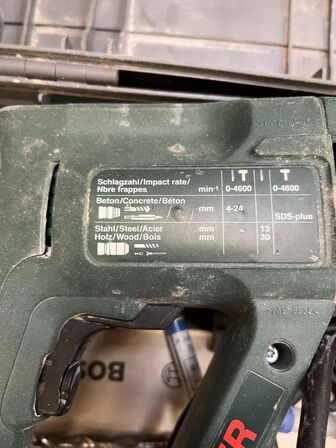 Schlagzahl/Impact rate/
Nbre frappes min-1 0-4600 0-4600
Beton/Concrete/Béton
mm 4-24 SDS-plus
Stahl/Steel/Acier mm 13
Holz/Wood/Bois mm 30
BOS
R